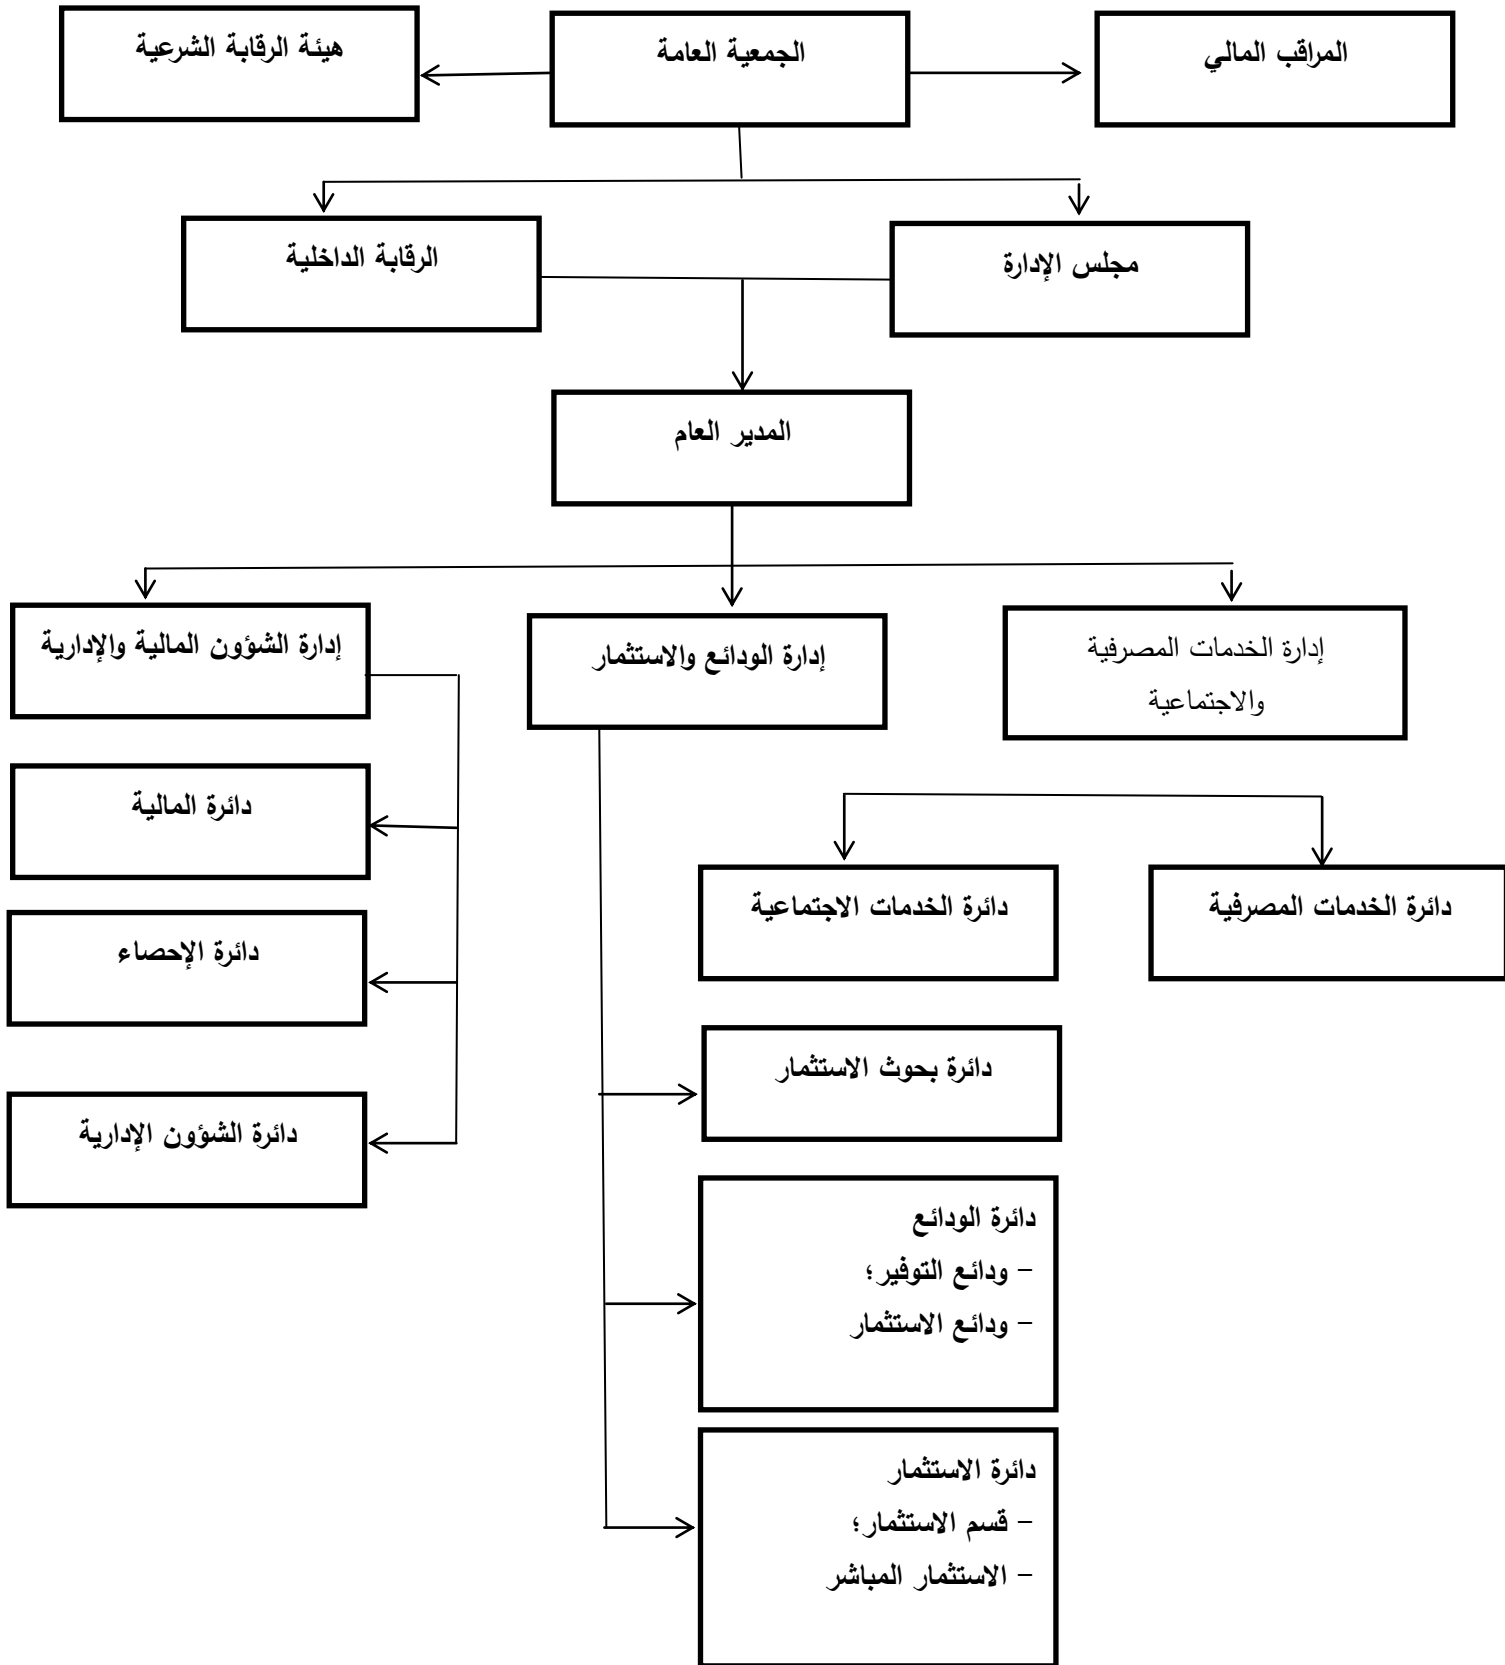 المراقب المالي
الجمعية العامة
هيئة الرقابة الشرعية
مجلس الإدارة
الرقابة الداخلية
المدير العام
إدارة الخدمات المصرفية
والاجتماعية
إدارة الودائع والاستثمار
إدارة الشؤون المالية والإدارية
دائرة المالية
دائرة الخدمات المصرفية
دائرة الخدمات الاجتماعية
دائرة الإحصاء
دائرة بحوث الاستثمار
دائرة الشؤون الإدارية
دائرة الودائع
- ودائع التوفير؛
- ودائع الاستثمار
دائرة الاستثمار
- قسم الاستثمار؛
- الاستثمار المباشر